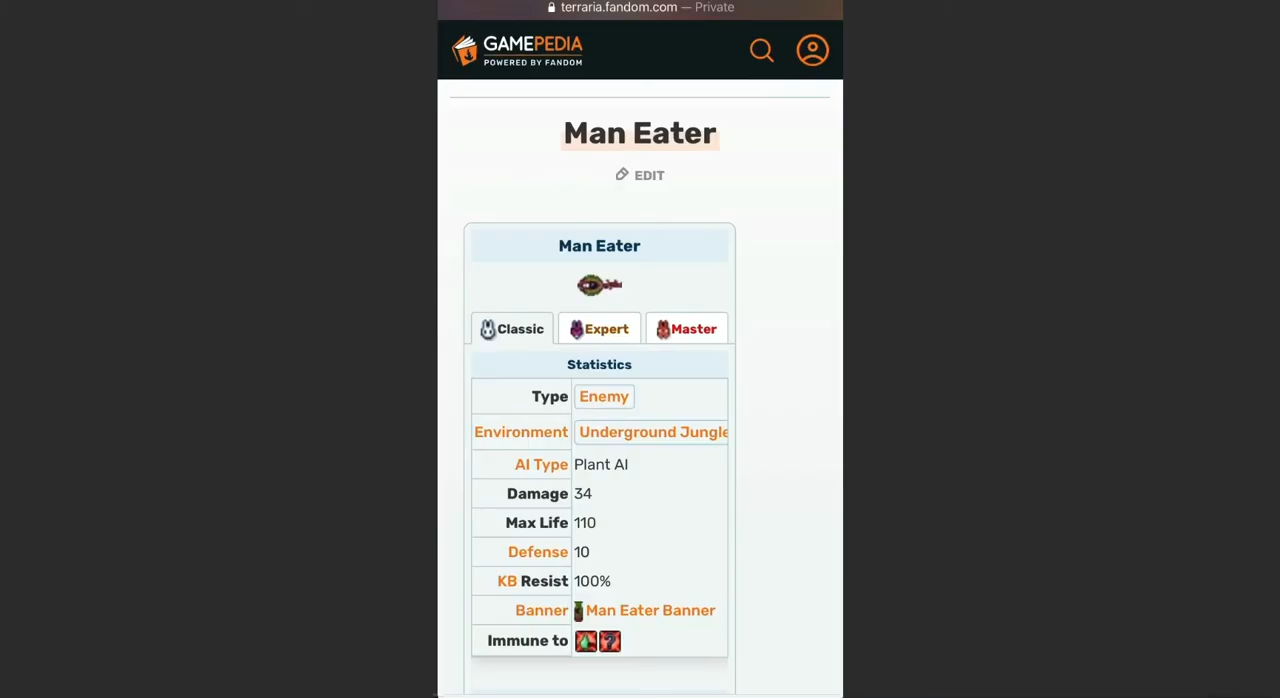 terraria.fandom.com — Private
GAMEPEDIA
POWERED BY FANDOM
Man Eater
EDIT
Man Eater
Classic Expert Master
Statistics
Type Enemy
Environment Underground Jungle
AI Type Plant AI
Damage 34
Max Life 110
Defense 10
KB Resist 100%
Banner Man Eater Banner
Immune to ?